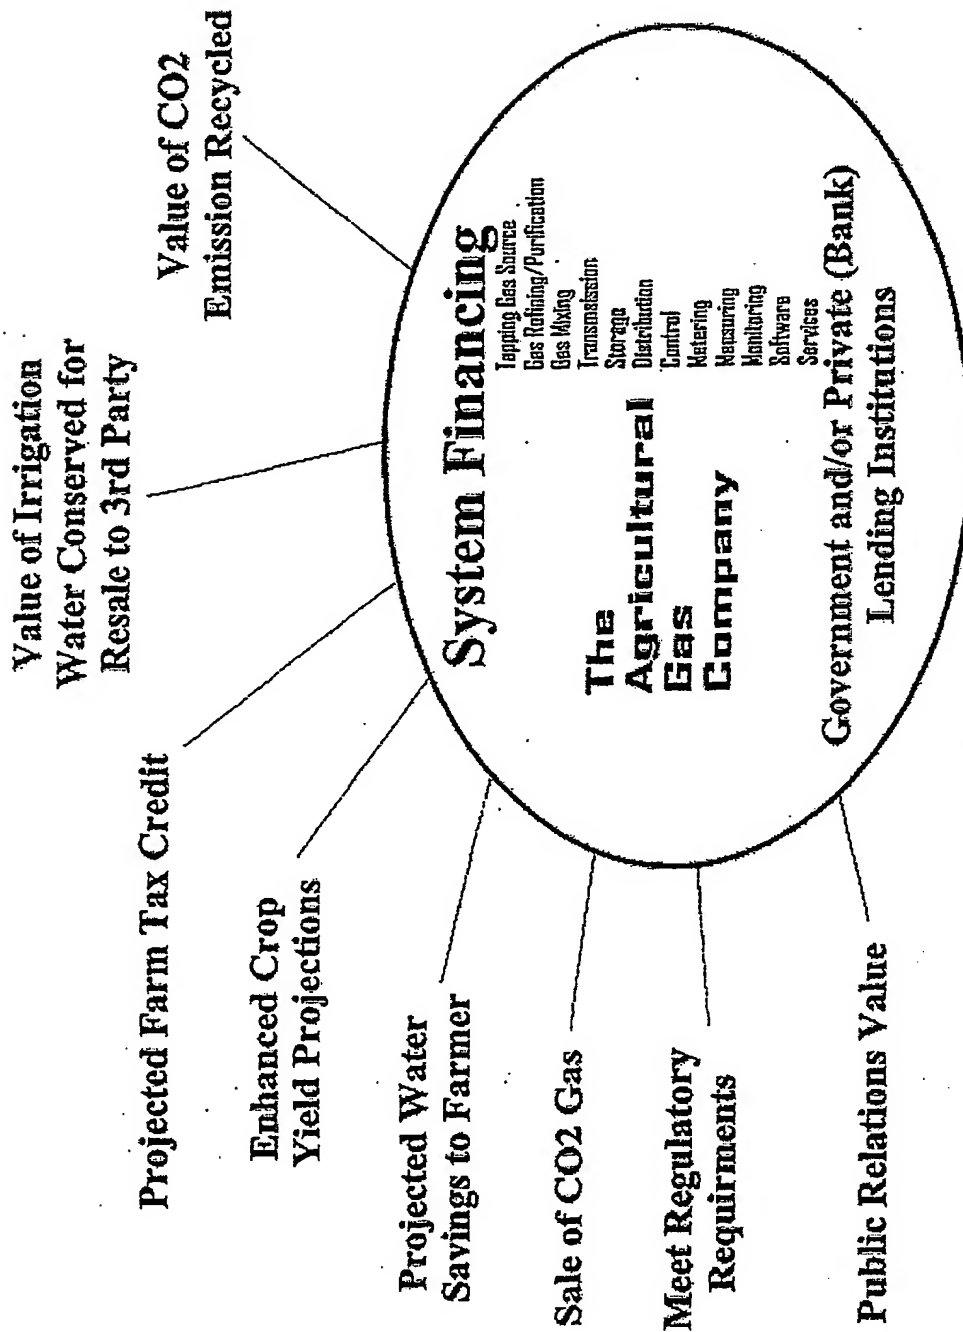 Value of CO2
Emission Recycled
Value of Irrigation
Water Conserved for
Resale to 3rd Party
Projected Farm Tax Credit
Enhanced Crop
Yield Projections
Projected Water
Savings to Farmer
Sale of CO2 Gas
Meet Regulatory
Requirments
Public Relations Value
System Financing
Tapping Gas Source
Gas Refining/Purification
Gas Mixing
Transmission
Storage
Distribution
Control
Metering
Measuring
Monitoring
Software
Services
The
Agricultural
Gas
Company
Government and/or Private (Bank)
Lending Institutions